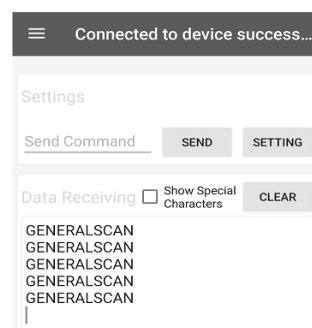 Connected to device success...
Settings
Send Command
SEND
SETTING
Data Receiving
Show Special
Characters
CLEAR
GENERALSCAN
GENERALSCAN
GENERALSCAN
GENERALSCAN
GENERALSCAN